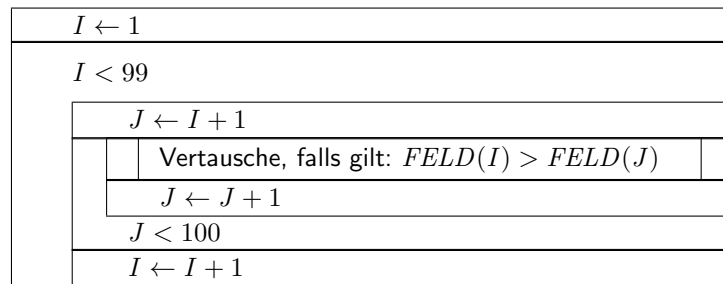 I ← 1
I < 99
J ← I + 1
Vertausche, falls gilt: FELD(I) > FELD(J)
J ← J + 1
J < 100
I ← I + 1